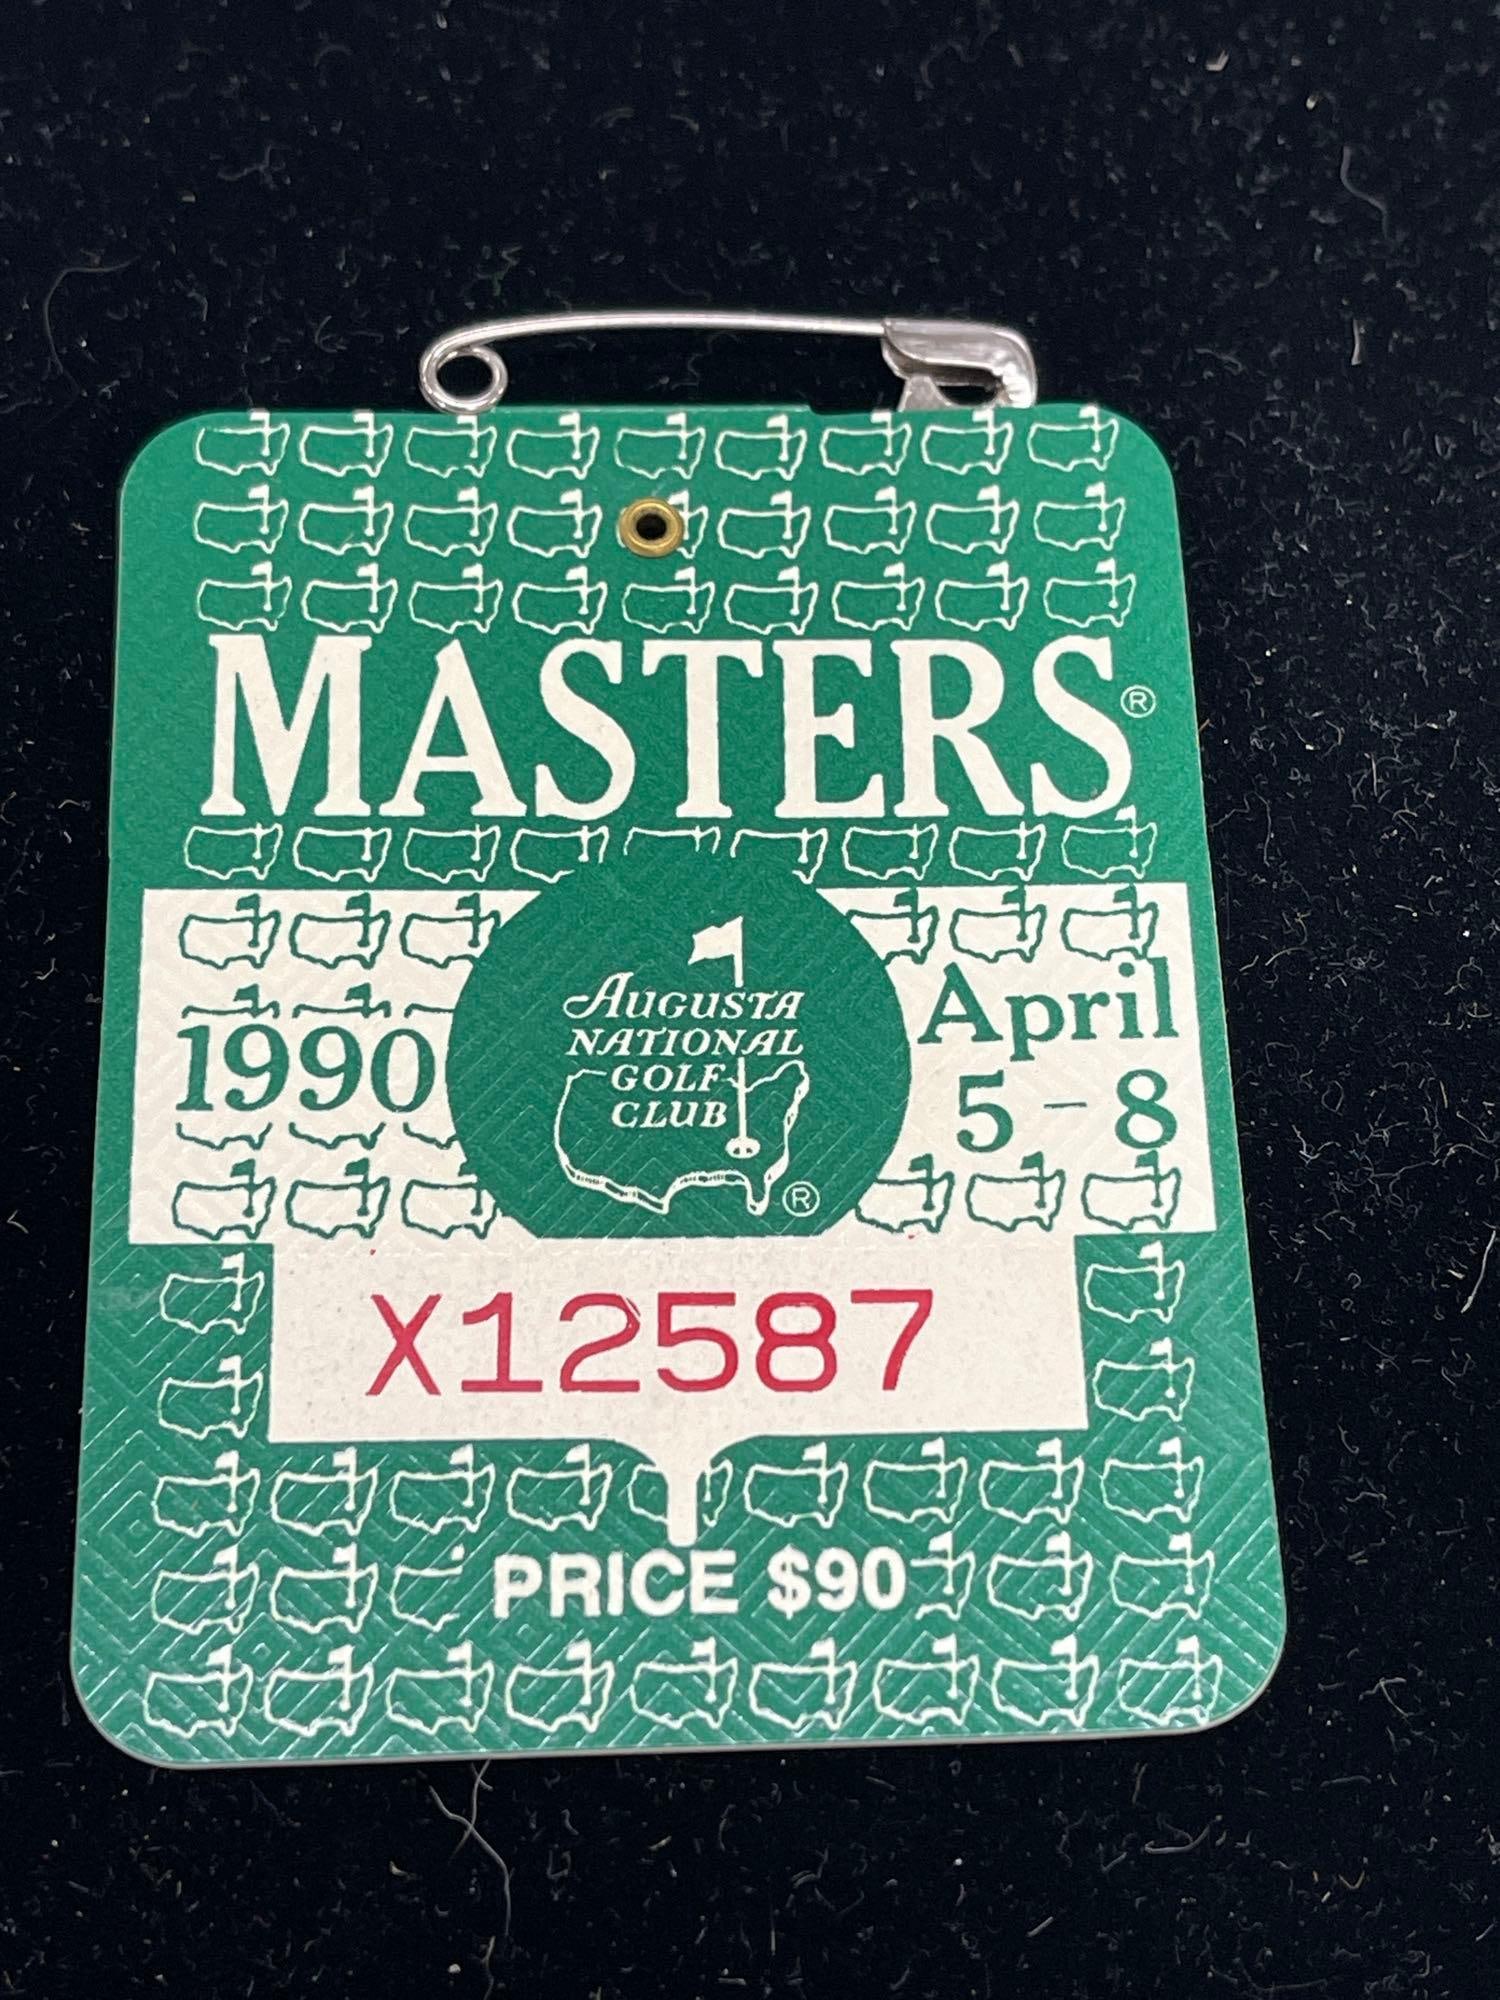 MASTERS®
1990
AUGUSTA
NATIONAL
GOLF
CLUB
®
April
5-8
X12587
PRICE $90